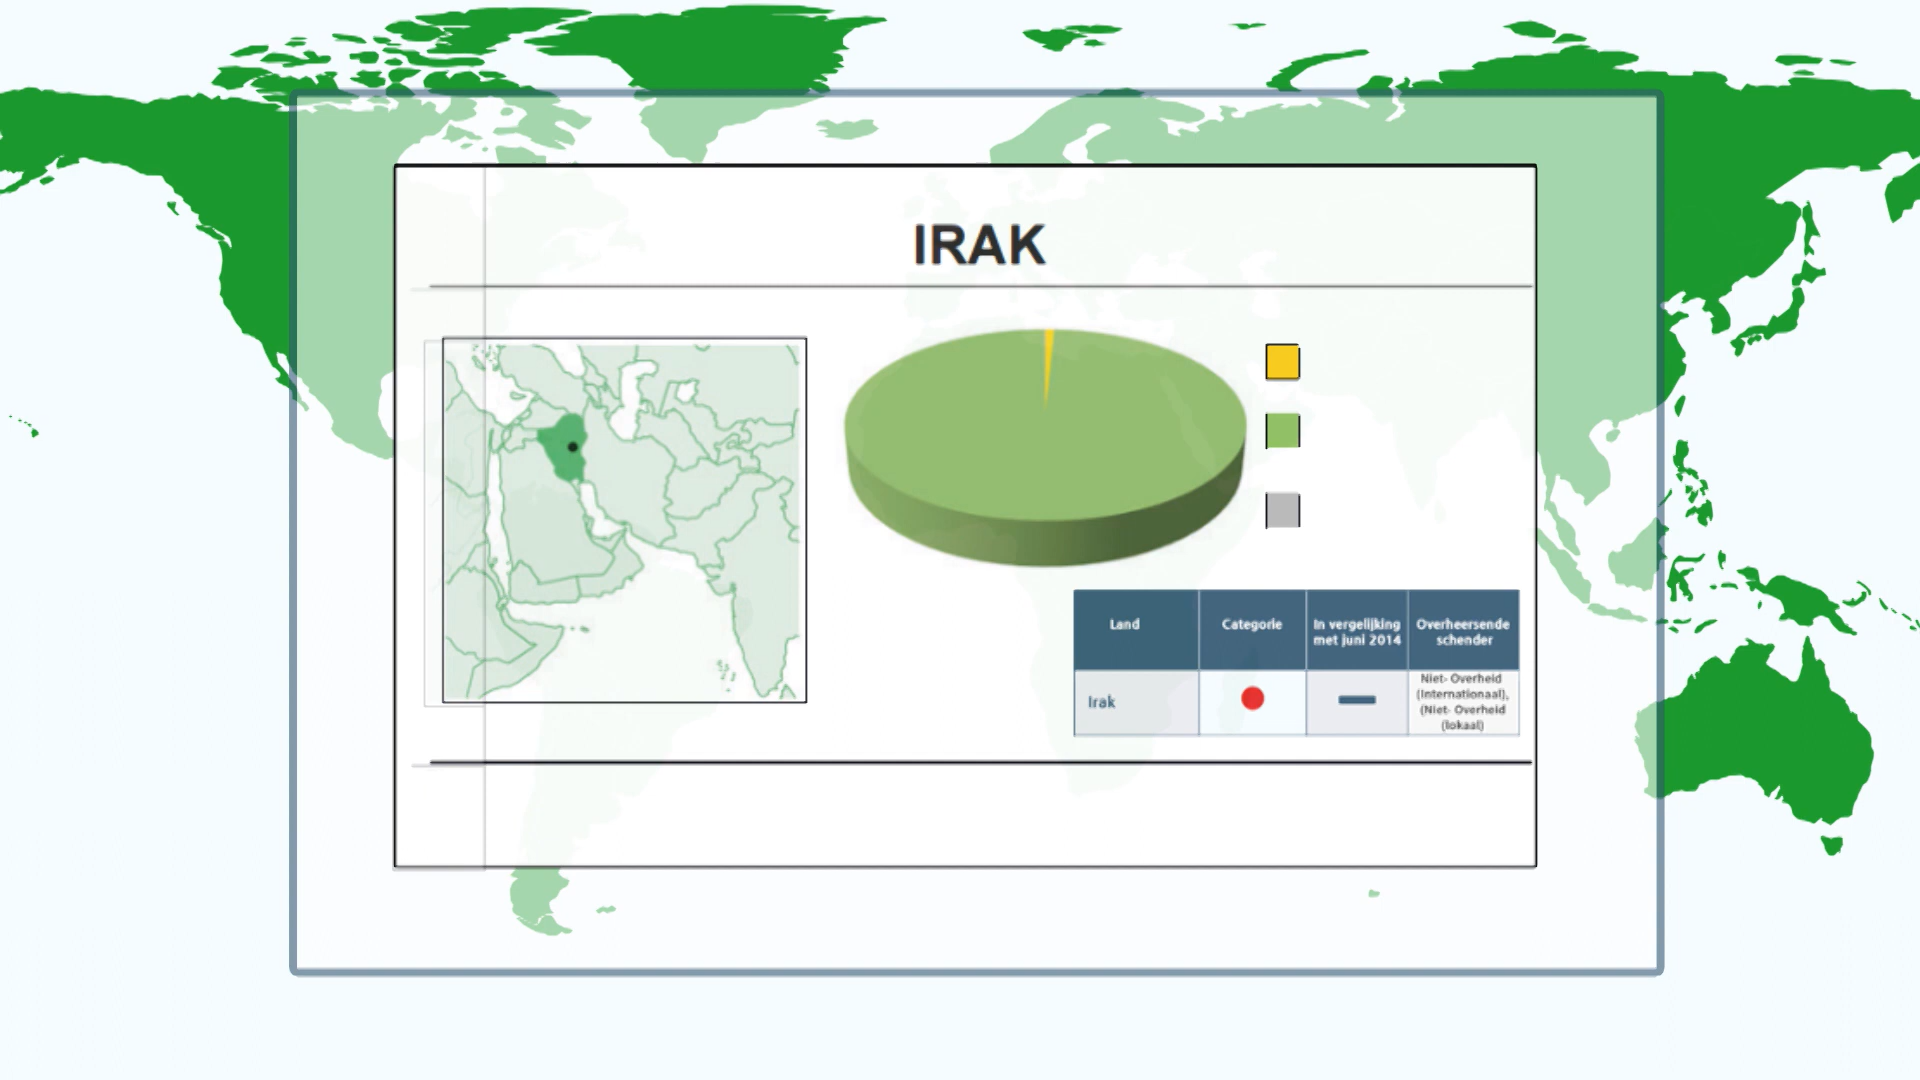 IRAK
Land
Categorie
In vergelijking
met juni 2014
Overheersende
schender
Irak
Niet- Overheid
(Internationaal),
(Niet- Overheid
(lokaal)